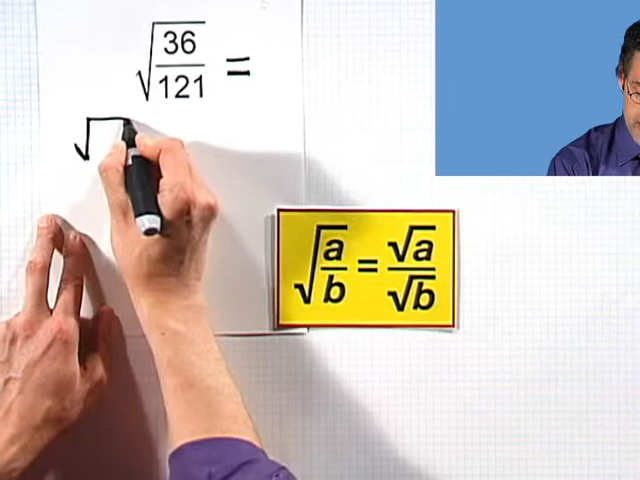 √(36/121) =
√
√(a/b) = √a/√b